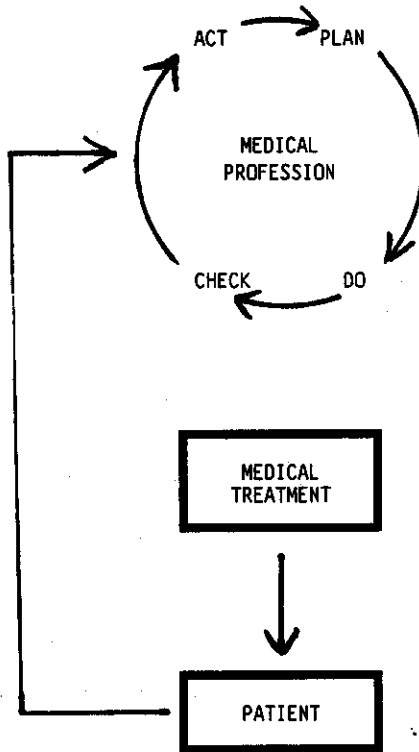 ACT PLAN
MEDICAL
PROFESSION
CHECK DO
MEDICAL
TREATMENT
PATIENT